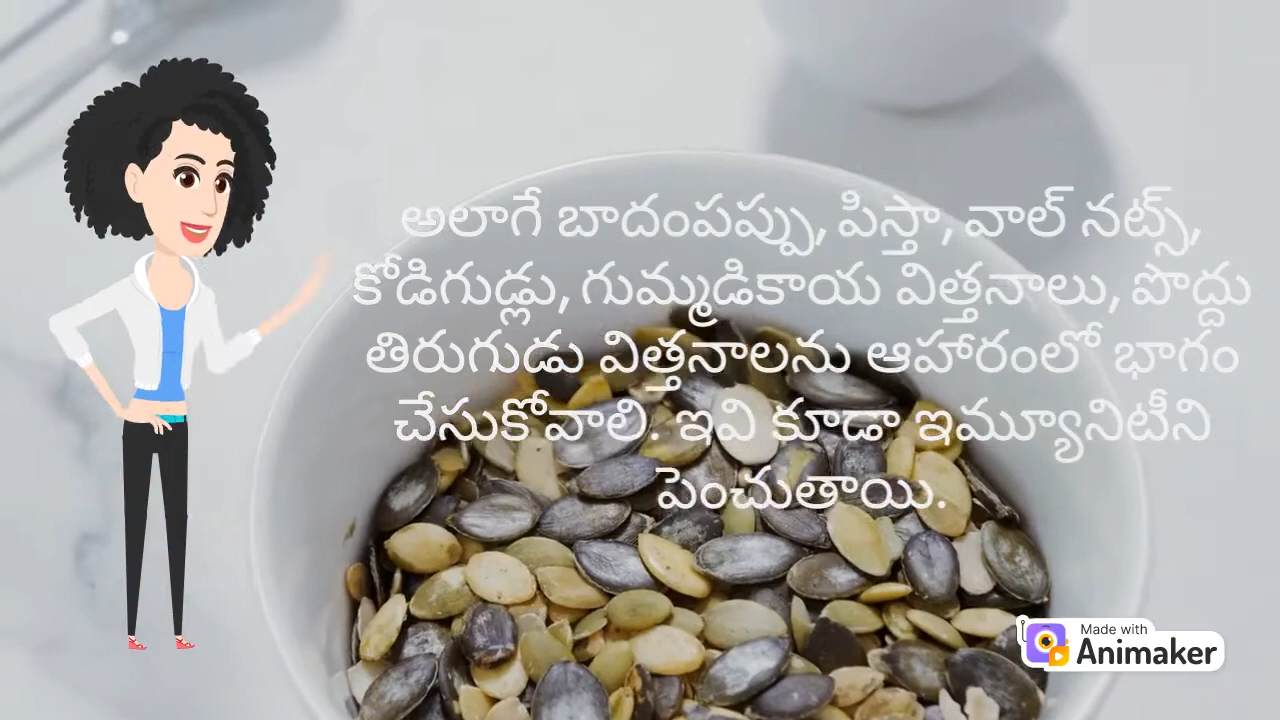 అలాగే బాదంపప్పు, పిస్తా , వాల్ నట్స్,
కోడిగుడ్లు, గుమ్మడికాయ విత్తనాలు, పొద్దు
తిరుగుడు విత్తనాలను ఆహారంలో భాగం
చేసుకోవాలి. ఇవి కూడా ఇమ్యూనిటీని
పెంచుతాయి.
Made with
Animaker